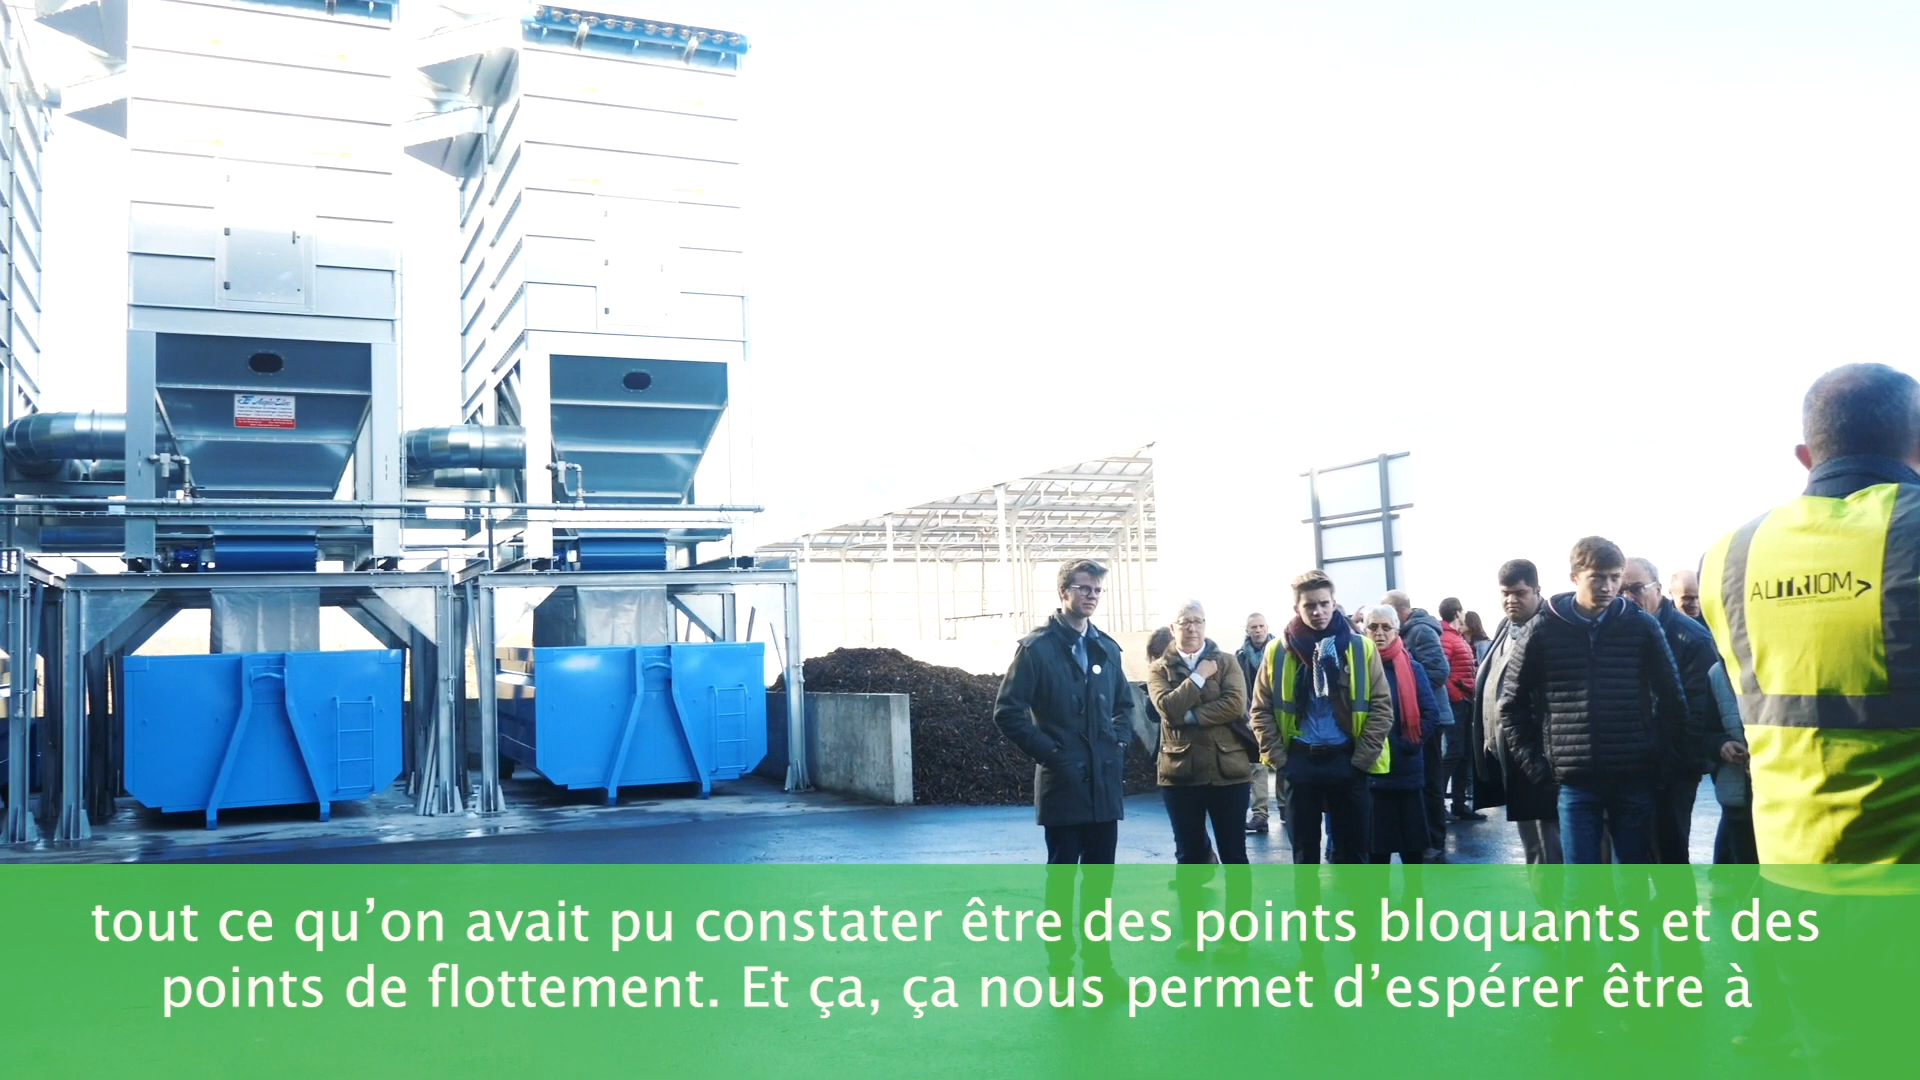 ALTRIOM>
tout ce qu’on avait pu constater être des points bloquants et des
points de flottement. Et ça, ça nous permet d’espérer être à